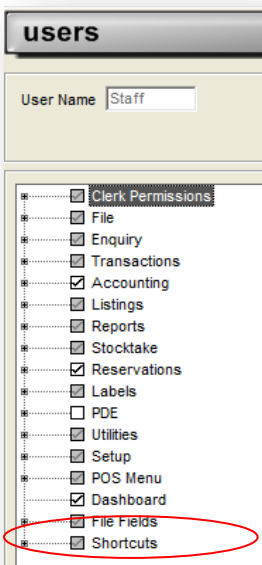 users
User Name Staff
Clerk Permissions
File
Enquiry
Transactions
Accounting
Listings
Reports
Stocktake
Reservations
Labels
PDE
Utilities
Setup
POS Menu
Dashboard
File Fields
Shortcuts